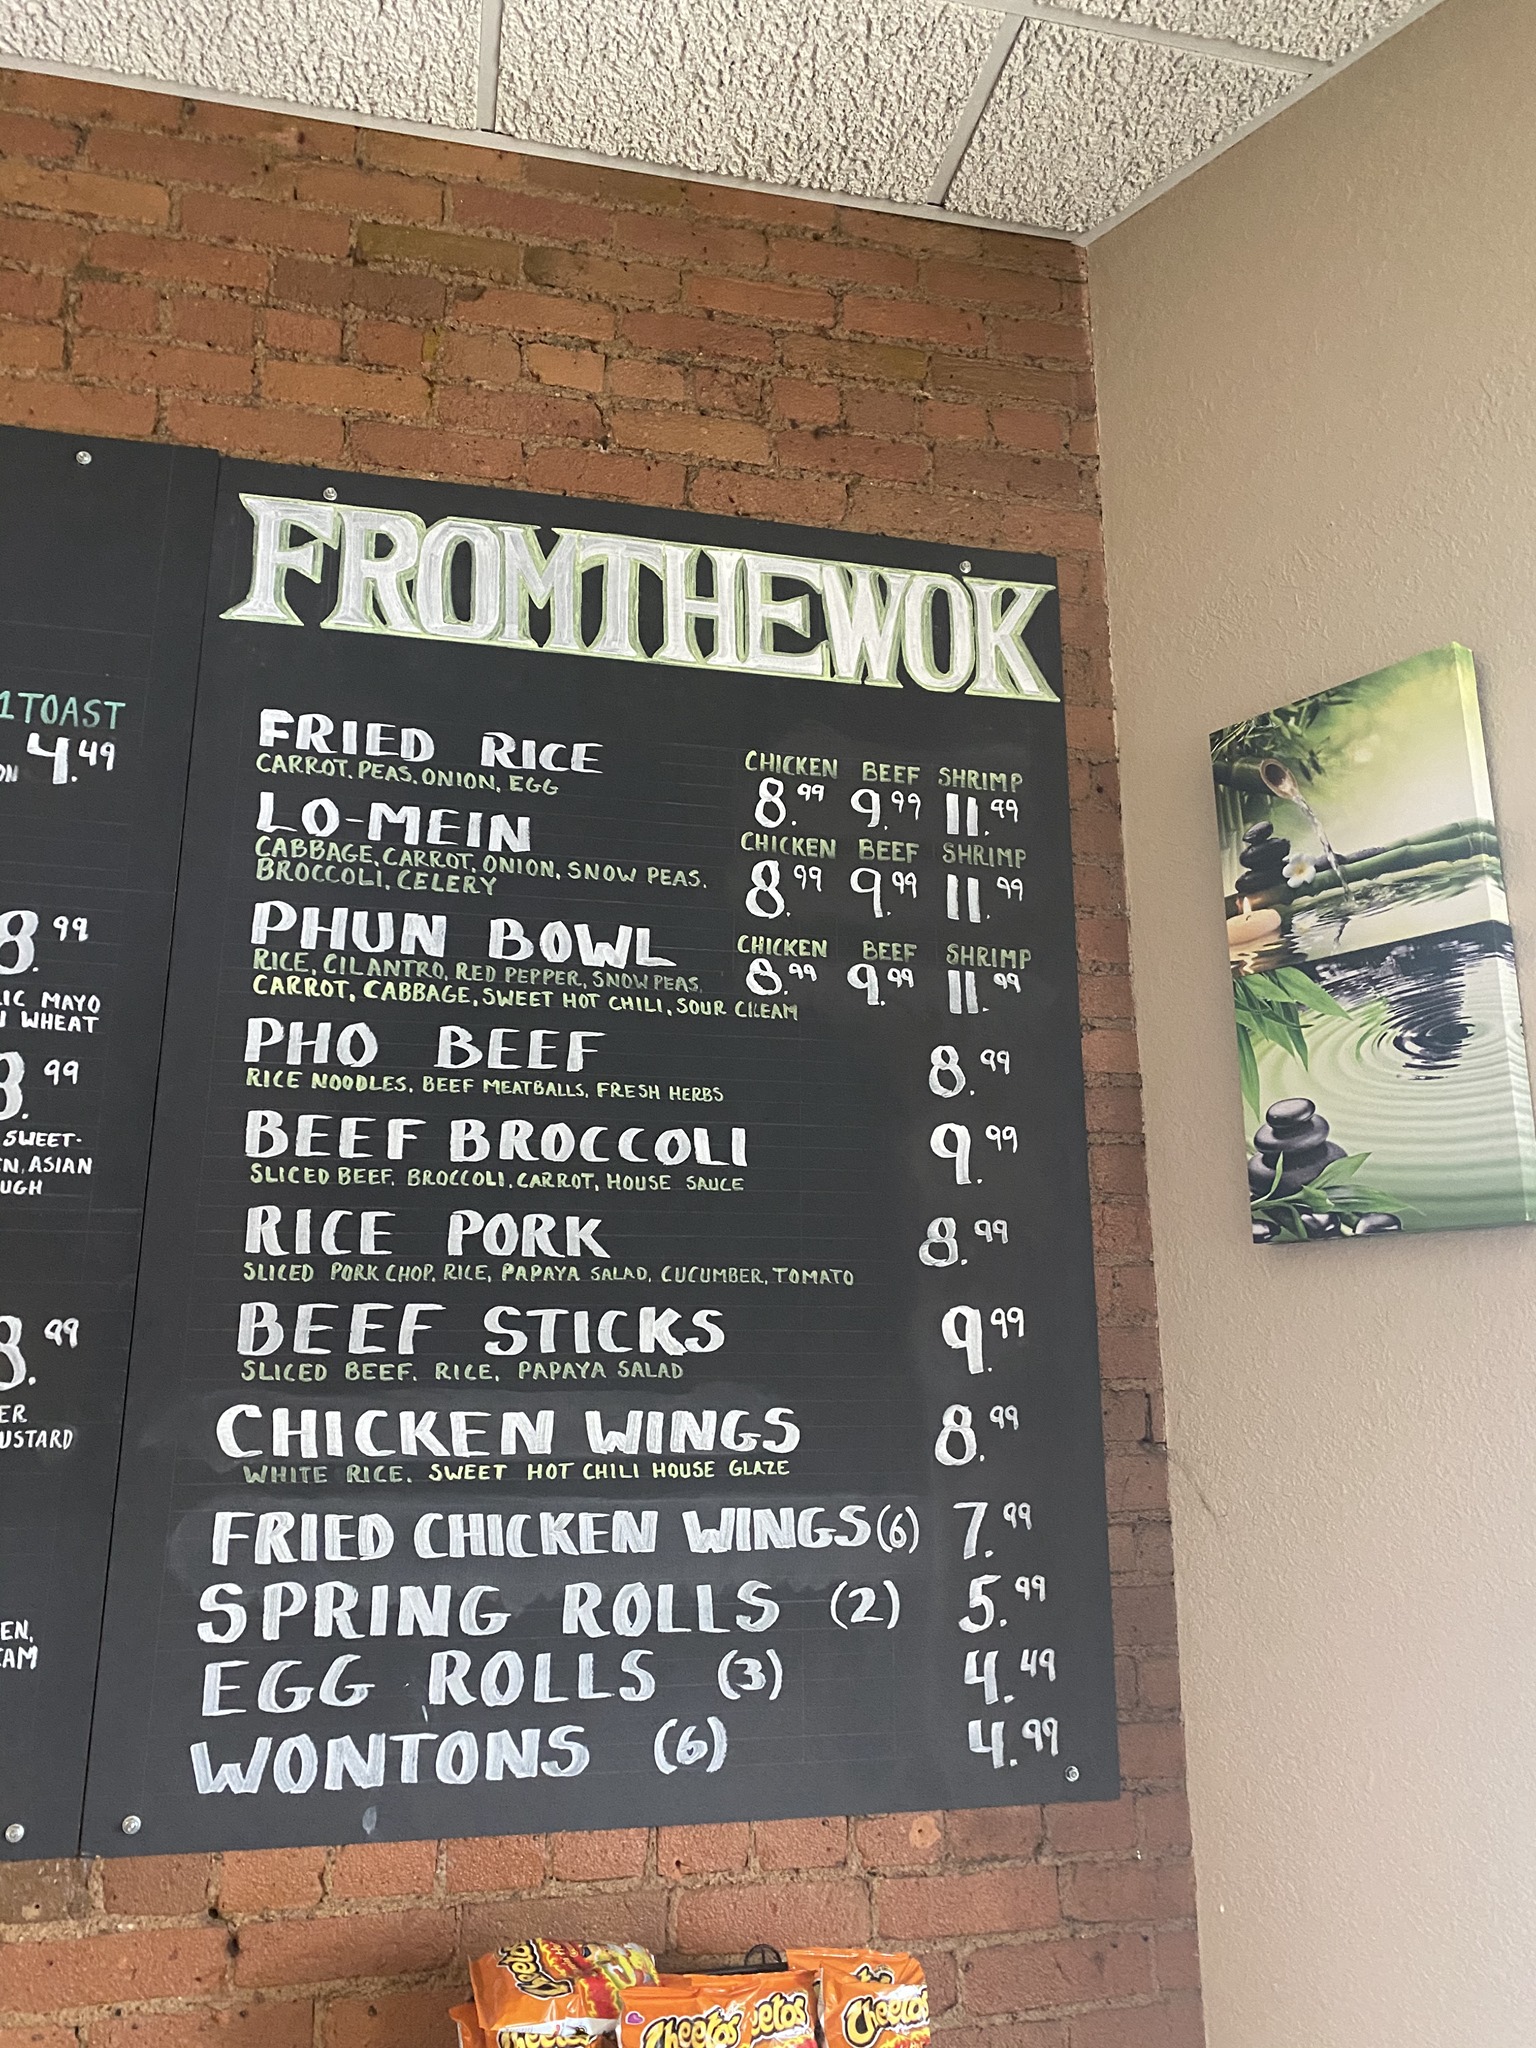 1 TOAST
4.49
8.99
MAYO
WHEAT
99
SWEET-
ASIAN
8.99
FROM THE WOK
FRIED RICE
CARROT, PEAS, ONION, EGG
CHICKEN BEEF SHRIMP
8.99 9.99 11.99
LO-MEIN
CABBAGE, CARROT, ONION, SNOW PEAS,
BROCCOLI, CELERY
CHICKEN BEEF SHRIMP
8.99 9.99 11.99
PHUN BOWL
RICE, CILANTRO, RED PEPPER, SNOW PEAS,
CARROT, CABBAGE, SWEET HOT CHILI, SOUR CREAM
CHICKEN BEEF SHRIMP
8.99 9.99 11.99
PHO BEEF 8.99
RICE NOODLES, BEEF MEATBALLS, FRESH HERBS
BEEF BROCCOLI 9.99
SLICED BEEF, BROCCOLI, CARROT, HOUSE SAUCE
RICE PORK 8.99
SLICED PORK CHOP, RICE, PAPAYA SALAD, CUCUMBER, TOMATO
BEEF STICKS 9.99
SLICED BEEF, RICE, PAPAYA SALAD
CHICKEN WINGS 8.99
WHITE RICE, SWEET HOT CHILI HOUSE GLAZE
FRIED CHICKEN WINGS (6) 7.99
SPRING ROLLS (2) 5.99
EGG ROLLS (3) 4.49
WONTONS (6) 4.99
Cheetos
Cheetos
Cheetos